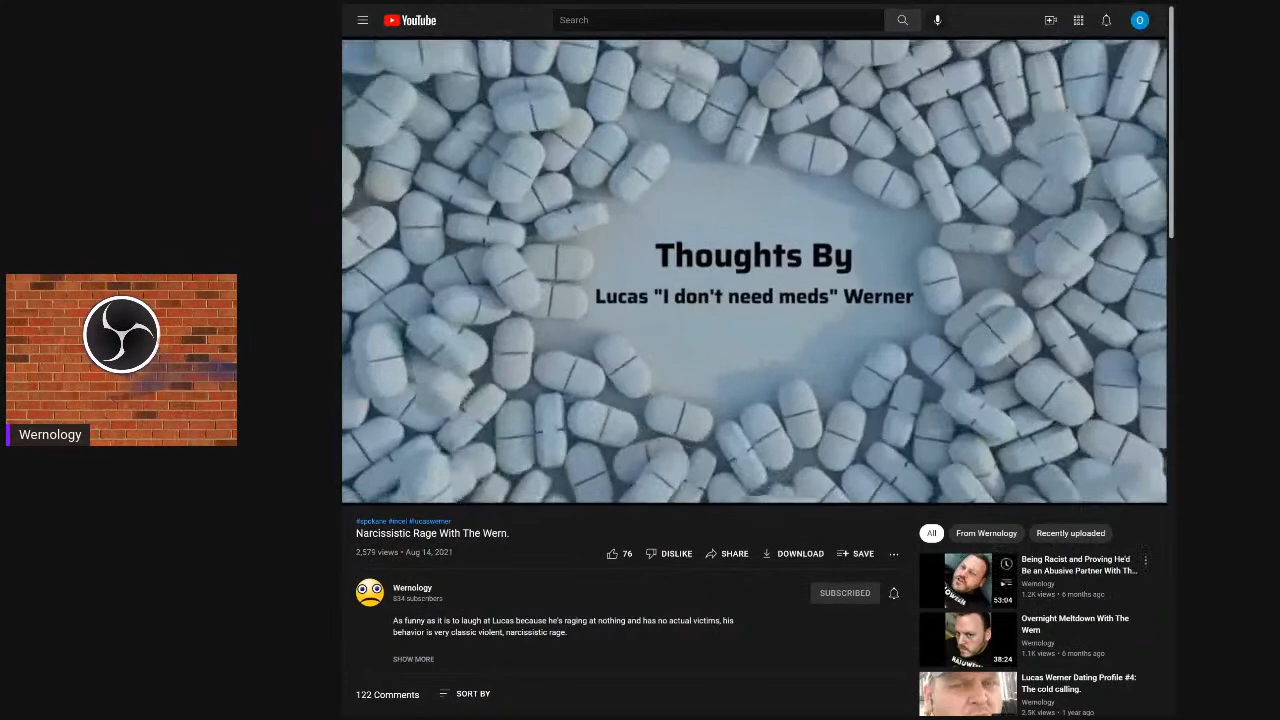 YouTube
Search
O
Thoughts By
Lucas "I don't need meds" Werner
Wernology
#spokane #incel #lucaswerner
Narcissistic Rage With The Wern.
2,579 views • Aug 14, 2021
76
DISLIKE
SHARE
DOWNLOAD
SAVE
Wernology
834 subscribers
SUBSCRIBED
As funny as it is to laugh at Lucas because he's raging at nothing and has no actual victims, his
behavior is very classic violent, narcissistic rage.
SHOW MORE
122 Comments
SORT BY
All
From Wernology
Recently uploaded
53:04
Being Racist and Proving He'd
Be an Abusive Partner With Th...
Wernology
1.2K views • 6 months ago
38:24
Overnight Meltdown With The
Wern
Wernology
1.1K views • 6 months ago
Lucas Werner Dating Profile #4:
The cold calling.
Wernology
2.5K views • 1 year ago